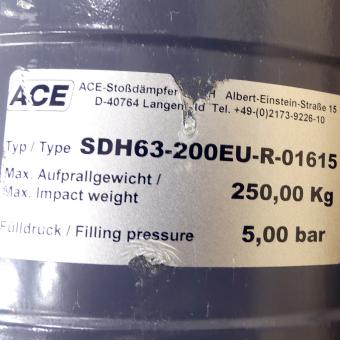 ACE
ACE-Stoßdämpfer H Albert-Einstein-Straße 15
D-40764 Tel. +49-(0)2173-9226-10
Typ / Type SDH63-200EU-R-01615
Max. Aufprallgewicht /
Max. Impact weight 250,00 Kg
Fülldruck / Filling pressure 5,00 bar